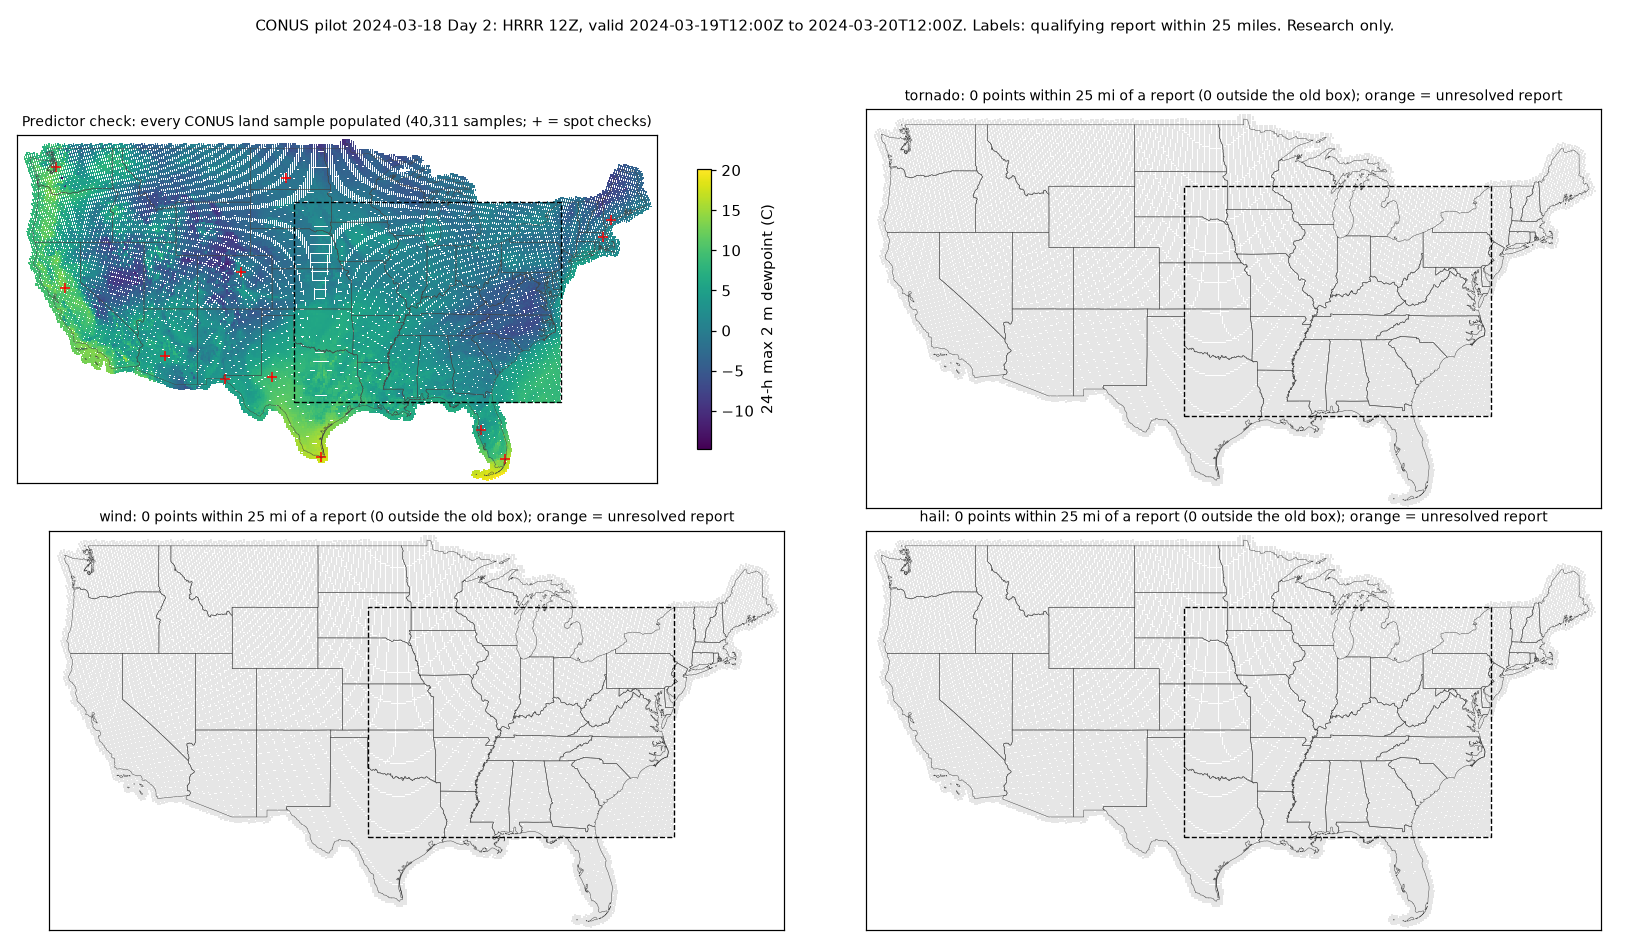 CONUS pilot 2024-03-18 Day 2: HRRR 12Z, valid 2024-03-19T12:00Z to 2024-03-20T12:00Z. Labels: qualifying report within 25 miles. Research only.
Predictor check: every CONUS land sample populated (40,311 samples; + = spot checks)
20
15
10
5
0
−5
−10
24-h max 2 m dewpoint (C)
tornado: 0 points within 25 mi of a report (0 outside the old box); orange = unresolved report
wind: 0 points within 25 mi of a report (0 outside the old box); orange = unresolved report
hail: 0 points within 25 mi of a report (0 outside the old box); orange = unresolved report